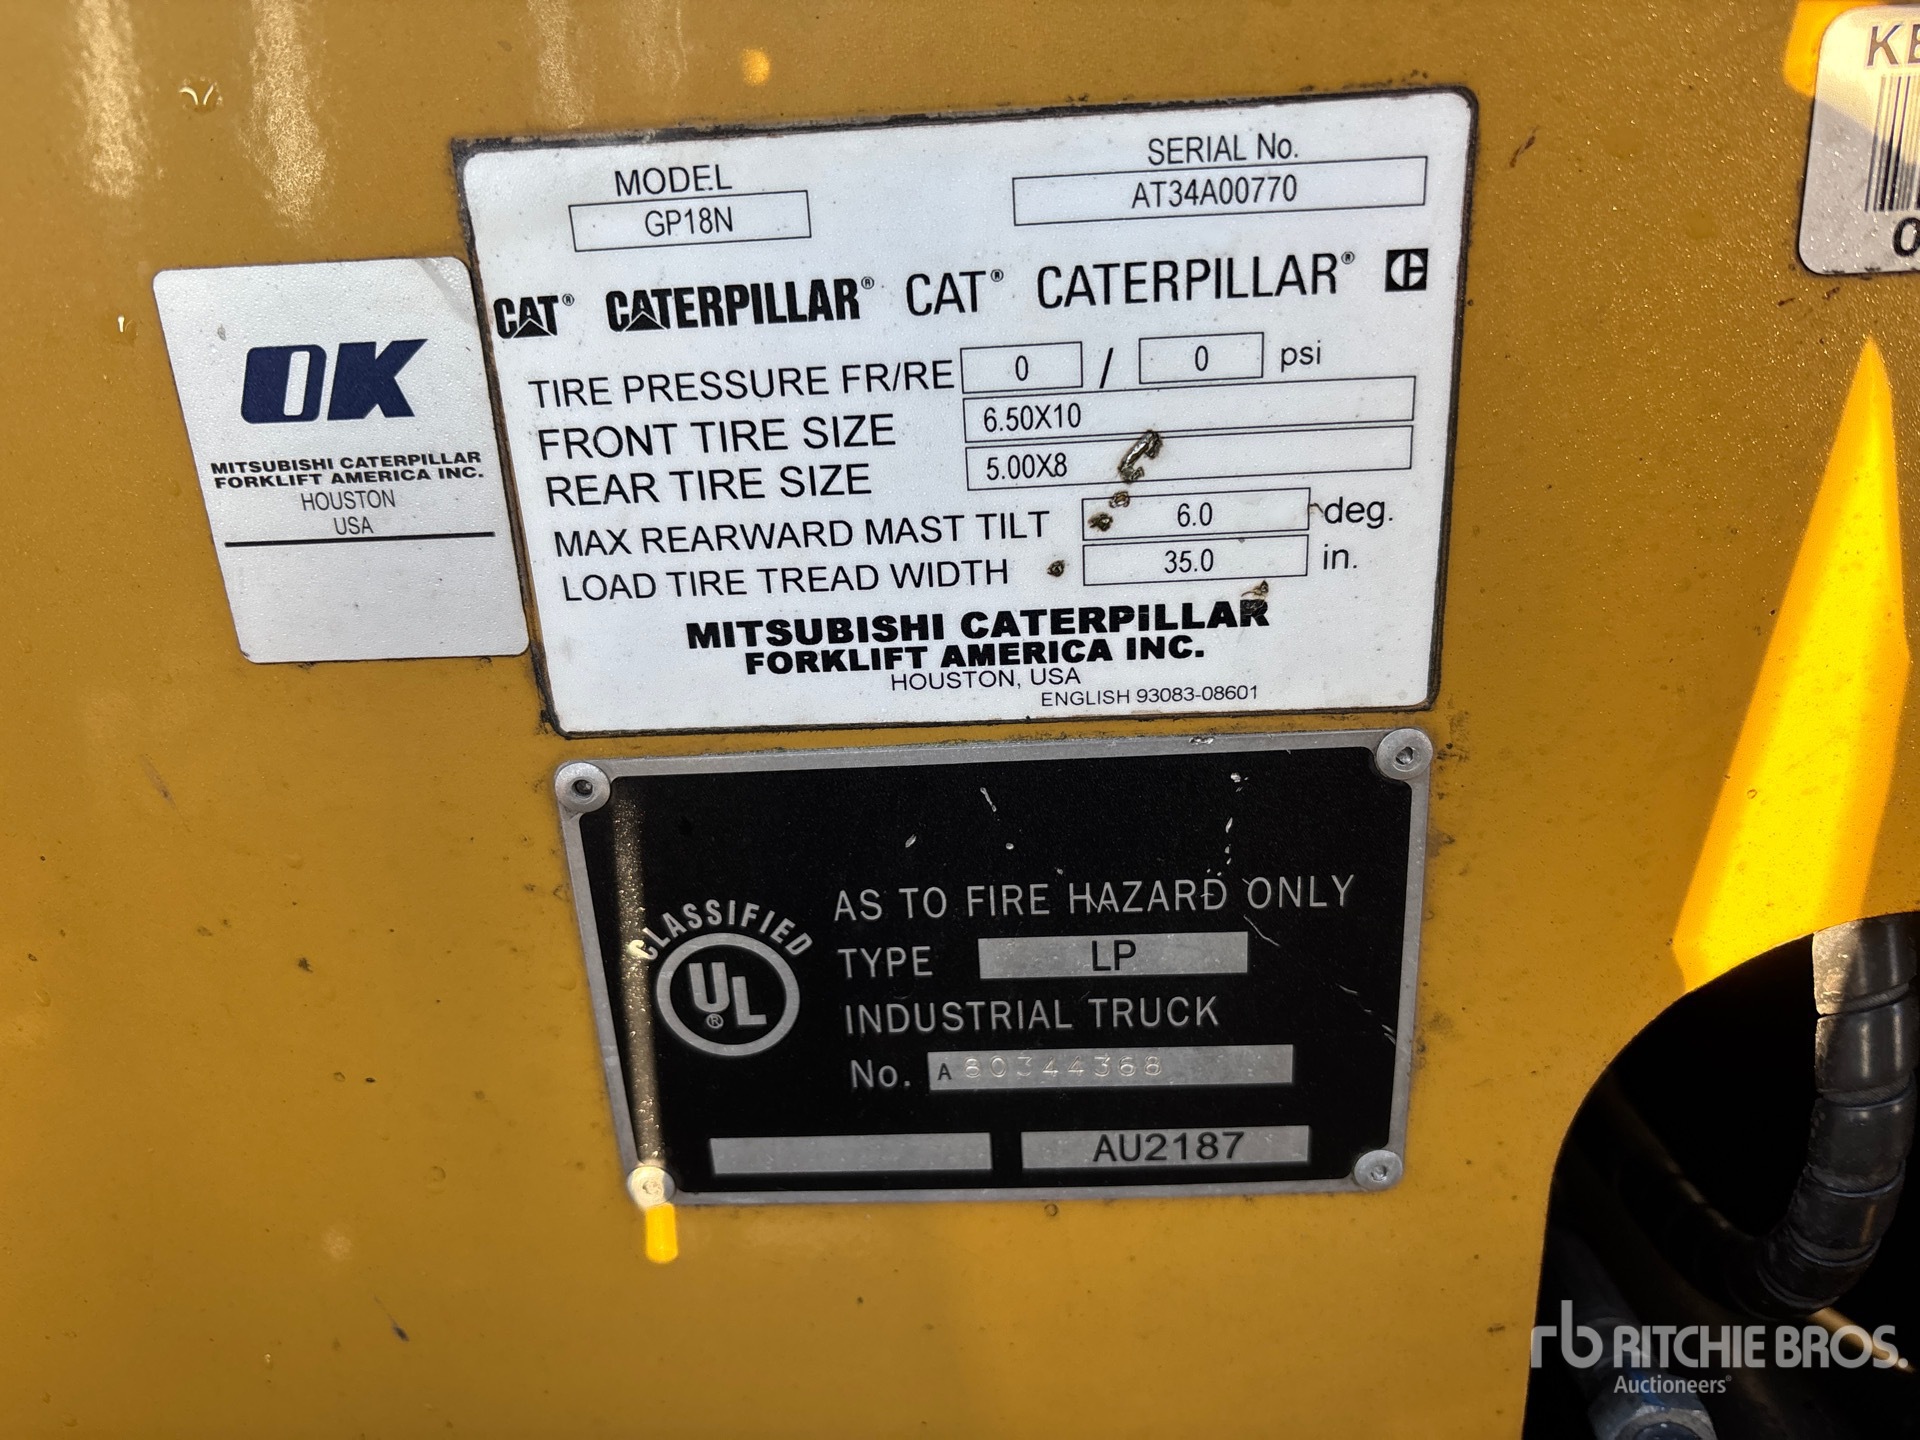 MODEL
GP18N
SERIAL No.
AT34A00770
CAT® CATERPILLAR® CAT® CATERPILLAR®
TIRE PRESSURE FR/RE 0 / 0 psi
FRONT TIRE SIZE 6.50X10
REAR TIRE SIZE 5.00X8
MAX REARWARD MAST TILT 6.0 deg.
LOAD TIRE TREAD WIDTH 35.0 in.
MITSUBISHI CATERPILLAR
FORKLIFT AMERICA INC.
HOUSTON, USA
ENGLISH 93083-08601
OK
MITSUBISHI CATERPILLAR
FORKLIFT AMERICA INC.
HOUSTON
USA
CLASSIFIED
UL®
AS TO FIRE HAZARD ONLY
TYPE LP
INDUSTRIAL TRUCK
No. A80344368
AU2187
rb RITCHIE BROS.
Auctioneers®